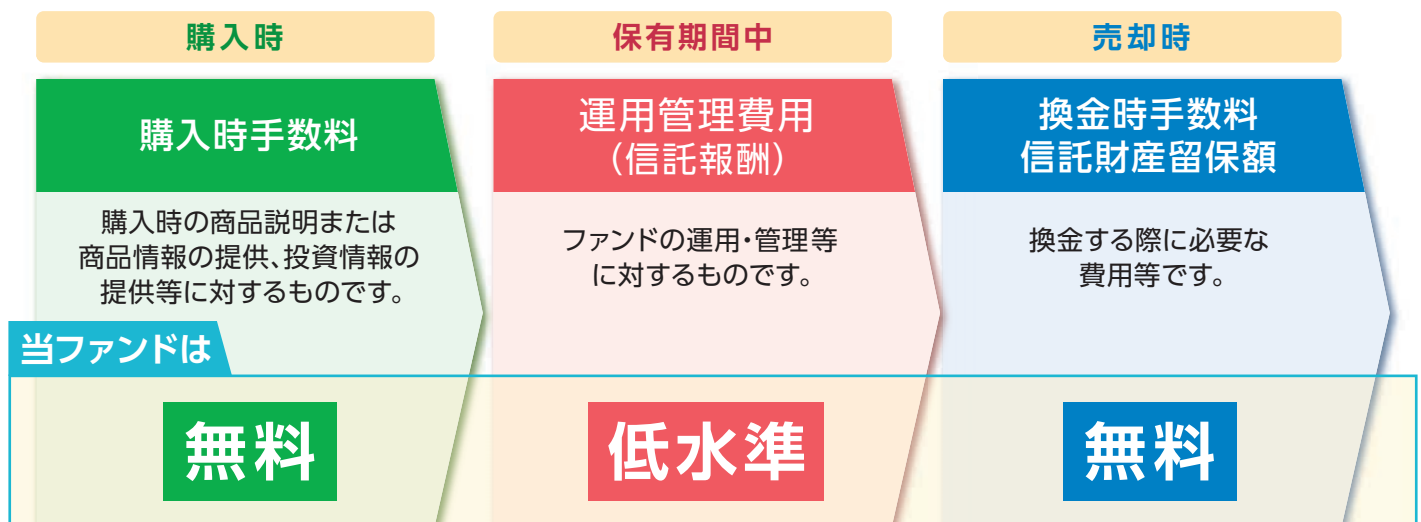 購入時
保有期間中
売却時
購入時手数料
運用管理費用
(信託報酬)
換金時手数料
信託財産留保額
購入時の商品説明または
商品情報の提供、投資情報の
提供等に対するものです。
ファンドの運用・管理等
に対するものです。
換金する際に必要な
費用等です。
当ファンドは
無料
低水準
無料